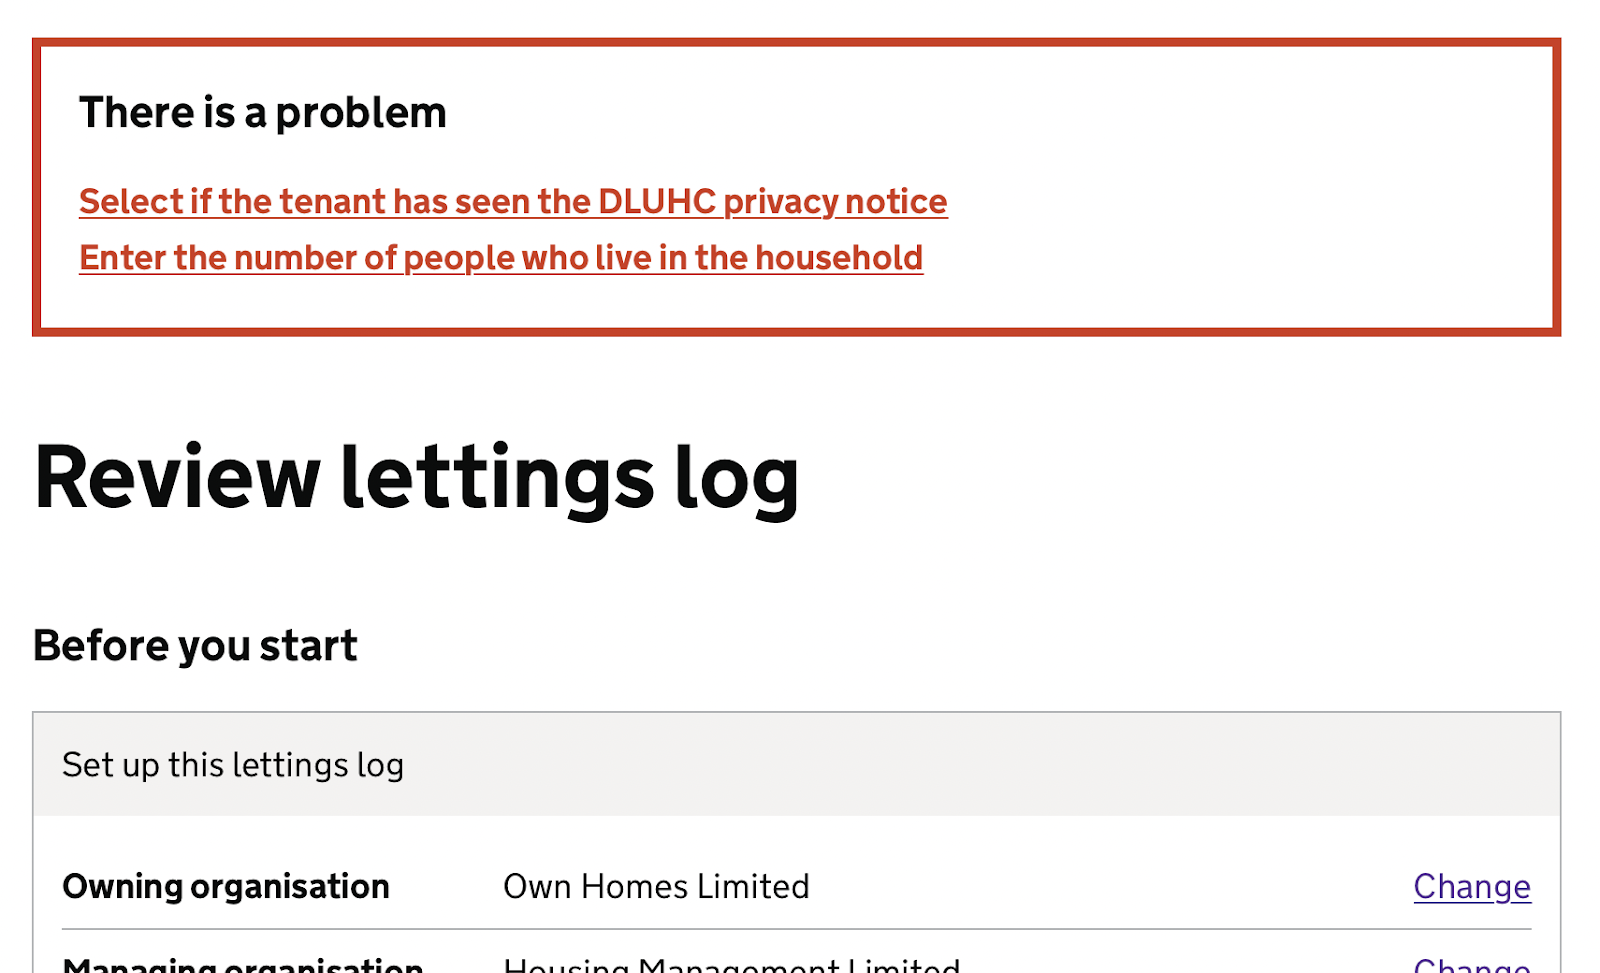 There is a problem
Select if the tenant has seen the DLUHC privacy notice
Enter the number of people who live in the household
Review lettings log
Before you start
Set up this lettings log
Owning organisation Own Homes Limited Change
Managing organisation Housing Management Limited Change